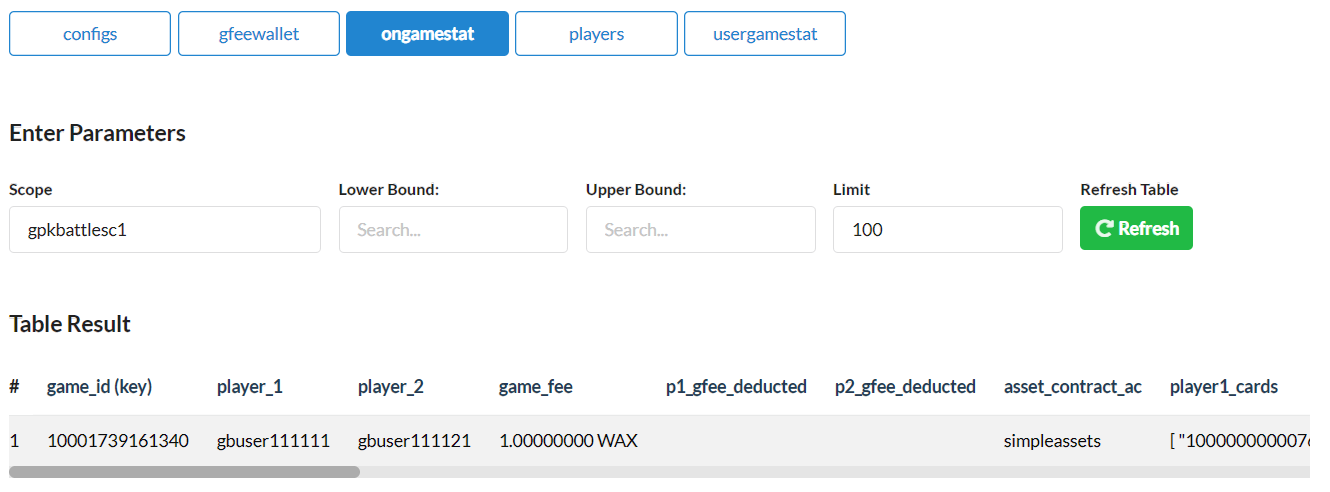 configs gfeewallet ongamestat players usergamestat
Enter Parameters
Scope Lower Bound: Upper Bound: Limit Refresh Table
gpkbattlesc1 Search... Search... 100 Refresh
Table Result
# game_id (key) player_1 player_2 game_fee p1_gfee_deducted p2_gfee_deducted asset_contract_ac player1_cards
1 10001739161340 gbuser111111 gbuser111121 1.00000000 WAX simpleassets [ "10000000000